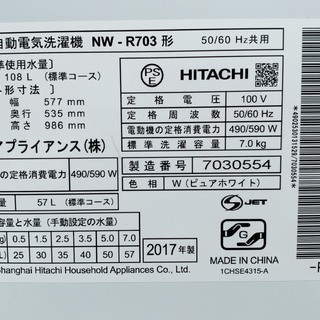 自動電気洗濯機 NW - R703 形
50/60 Hz共用
準使用水量】
108 L (標準コース)
ト形寸法】
幅 577 mm
奥行 535 mm
高さ 986 mm
アプライアンス(株)
の定格消費電力 490/590 W
57 L (標準コース)
容量と水量 (手動設定の水量)
kg 0.5 1.5 2.5 3.5 5.0 7.0
25 30 35 40 45 57
Shanghai Hitachi Household Appliances Co., Ltd.
PSE
HITACHI
定格電圧 100 V
定格周波数 50/60 Hz
電動機の定格消費電力 490/590 W
標準洗濯容量 7.0 kg
製造番号 7030554
色相 W (ピュアホワイト)
2017年製
S JET
MADE IN CHINA
1CHSE4315-A